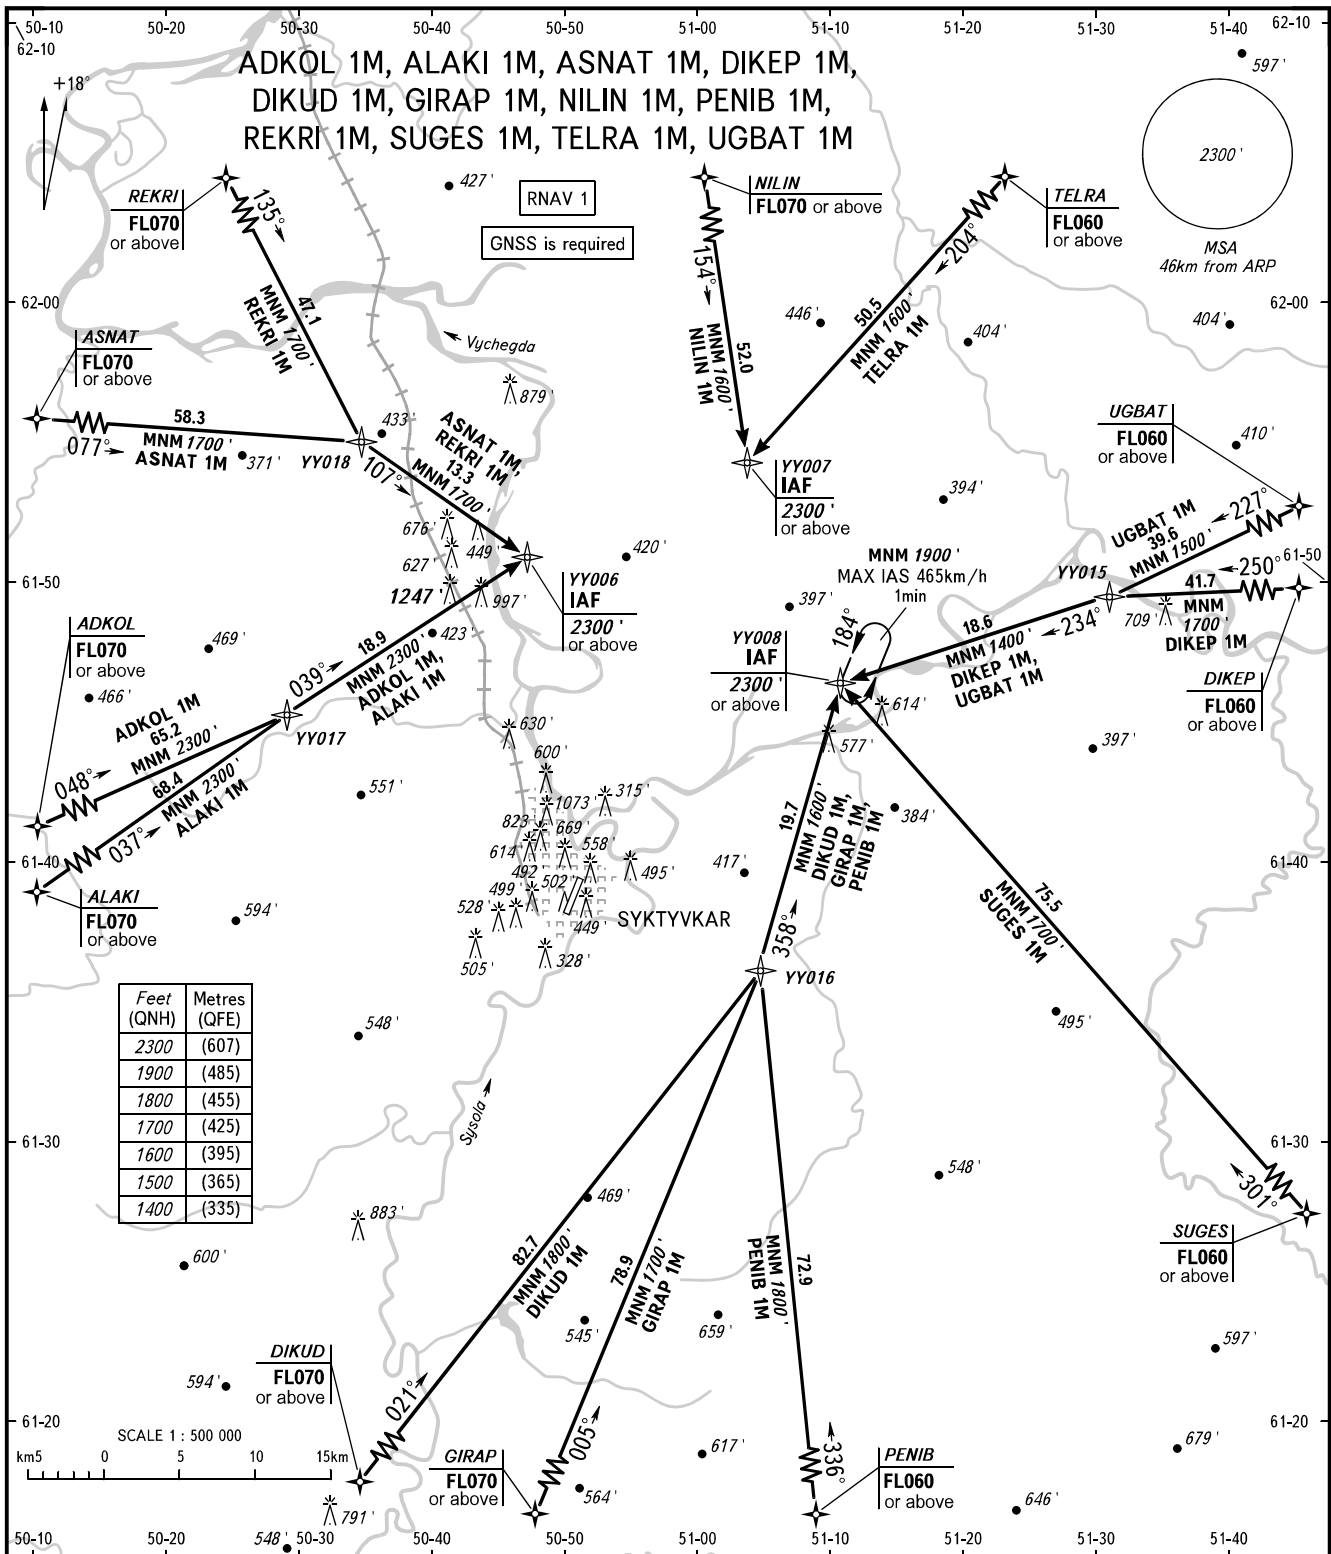 50-10
50-20
50-30
50-40
50-50
51-00
51-10
51-20
51-30
51-40
62-10
62-10
ADKOL 1M, ALAKI 1M, ASNAT 1M, DIKEP 1M,
DIKUD 1M, GIRAP 1M, NILIN 1M, PENIB 1M,
REKRI 1M, SUGES 1M, TELRA 1M, UGBAT 1M
+18°
597'
2300'
MSA
46km from ARP
REKRI
FL070
or above
135°
427'
RNAV 1
GNSS is required
NILIN
FL070 or above
TELRA
FL060
or above
204°
154°
47.1
MNM 1700'
REKRI 1M
62-00
62-00
Vychegda
446'
50.5
MNM 1600'
TELRA 1M
404'
404'
52.0
MNM 1600'
NILIN 1M
ASNAT
FL070
or above
58.3
077°
MNM 1700'
ASNAT 1M
371'
433'
YY018
107°
879'
ASNAT 1M,
REKRI 1M
13.3
MNM 1700'
UGBAT
FL060
or above
410'
YY007
IAF
2300'
or above
394'
227°
UGBAT 1M
39.6
MNM 1500'
676'
449'
627'
420'
1247'
997'
61-50
61-50
YY006
IAF
2300'
or above
MNM 1900'
MAX IAS 465km/h
1min
184°
397'
YY015
250°
41.7
MNM
1700'
DIKEP 1M
709'
ADKOL
FL070
or above
469'
466'
423'
039°
18.9
MNM 2300'
ADKOL 1M,
ALAKI 1M
YY017
YY008
IAF
2300'
or above
18.6
234°
MNM 1400'
DIKEP 1M,
UGBAT 1M
DIKEP
FL060
or above
614'
577'
397'
ADKOL 1M
65.2
MNM 2300'
048°
68.4
MNM 2300'
ALAKI 1M
037°
551'
630'
600'
1073'
315'
823'
669'
614'
558'
492'
502'
495'
499'
528'
449'
505'
328'
SYKTYVKAR
384'
417'
19.7
MNM 1600'
DIKUD 1M,
GIRAP 1M,
PENIB 1M
358°
61-40
61-40
ALAKI
FL070
or above
594'
75.5
MNM 1700'
SUGES 1M
YY016
Feet
(QNH)
Metres
(QFE)
2300 (607)
1900 (485)
1800 (455)
1700 (425)
1600 (395)
1500 (365)
1400 (335)
548'
495'
Sysola
61-30
61-30
548'
301°
469'
883'
SUGES
FL060
or above
600'
82.7
MNM 1800'
DIKUD 1M
78.9
MNM 1700'
GIRAP 1M
72.9
MNM 1800'
PENIB 1M
545'
659'
597'
DIKUD
FL070
or above
594'
021°
61-20
61-20
SCALE 1 : 500 000
km5 0 5 10 15km
GIRAP
FL070
or above
005°
617'
336°
PENIB
FL060
or above
679'
564'
646'
791'
548'
50-10
50-20
50-30
50-40
50-50
51-00
51-10
51-20
51-30
51-40